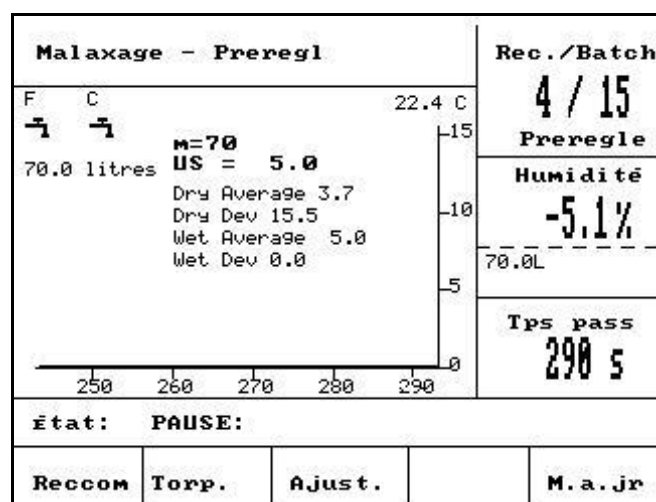 Malaxage - Preregl
Rec./Batch
4 / 15
Preregle
F C
22.4 C
70.0 litres
m=70
US = 5.0
Dry Average 3.7
Dry Dev 15.5
Wet Average 5.0
Wet Dev 0.0
15
10
5
0
250 260 270 280 290
Humidité
-5.1%
70.0L
Tps pass
290 s
État: PAUSE:
Reccom Torp. Ajust. M.a.jr